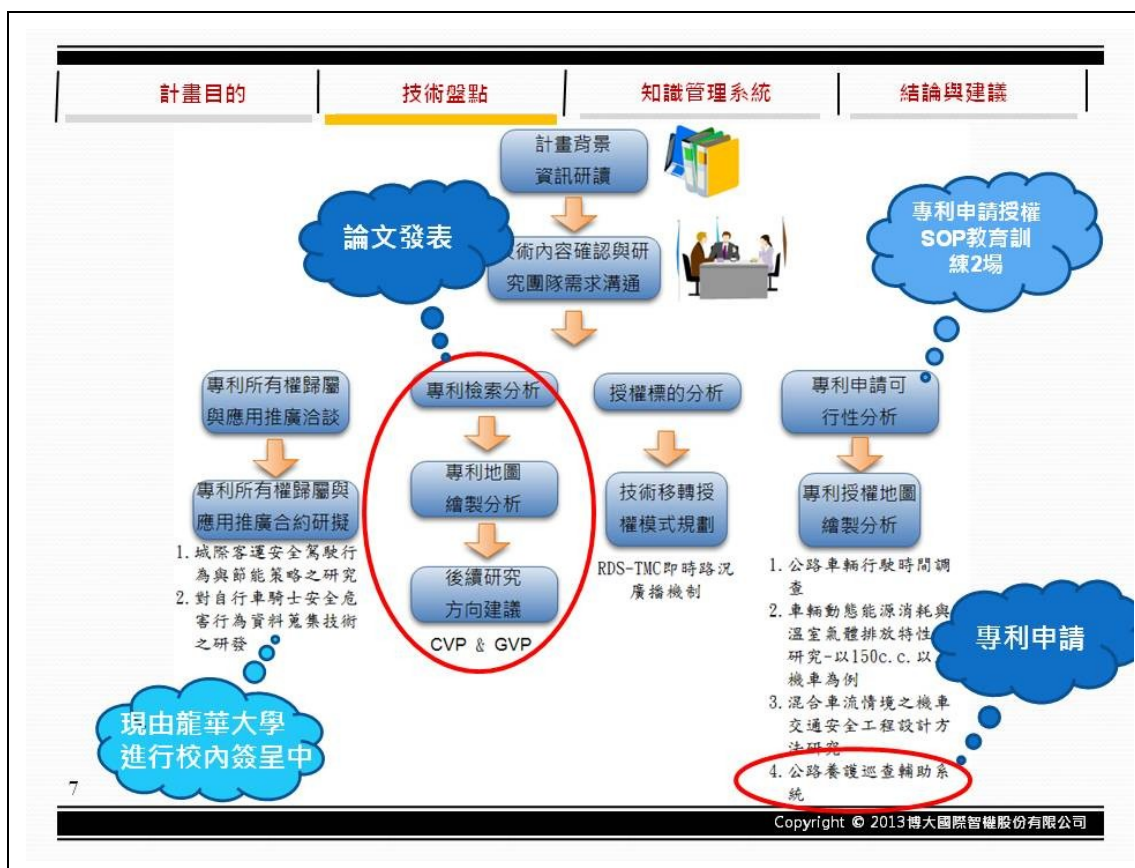 計畫目的
技術盤點
知識管理系統
結論與建議
計畫背景
資訊研讀
論文發表
術內容確認與研
究團隊需求溝通
專利申請授權
SOP教育訓
練2場
專利所有權歸屬
與應用推廣洽談
專利所有權歸屬與
應用推廣合約研擬
1. 城際客運安全駕駛行
為與節能策略之研究
2. 對自行車騎士安全危
害行為資料蒐集技術
之研發
現由龍華大學
進行校內簽呈中
專利檢索分析
專利地圖
繪製分析
後續研究
方向建議
CVP & GVP
授權標的分析
技術移轉授
權模式規劃
RDS-TMC即時路況
廣播機制
專利申請可
行性分析
專利授權地圖
繪製分析
1. 公路車輛行駛時間調
查
2. 車輛動態能源消耗與
溫室氣體排放特性
研究-以150c.c.以
機車為例
3. 混合車流情境之機車
交通安全工程設計方
法研究
4. 公路養護巡查輔助系
統
專利申請
7
Copyright © 2013博大國際智權股份有限公司